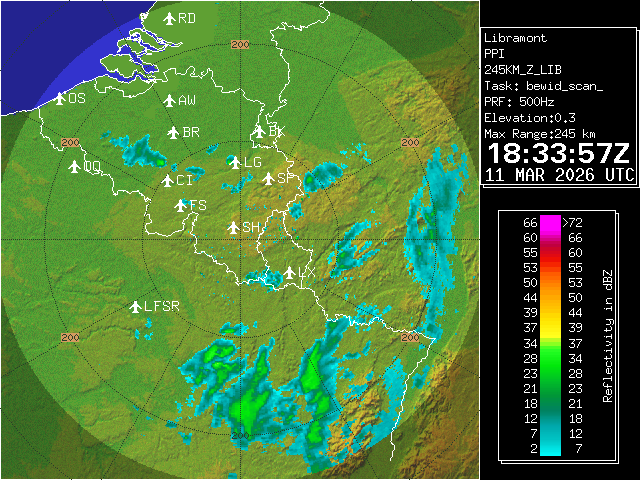 RD
200
OS
AW
BR
BK
200
200
LG
QQ
CI
SP
FS
SH
LX
LFSR
200
200
200
Libramont
PPI
245KM_Z_LIB
Task: bewid_scan_
PRF: 500Hz
Elevation:0.3
Max Range:245 km
18:33:57Z
11 MAR 2026 UTC
66 >72
60 66
55 60
53 55
50 53
44 50
39 44
37 39
34 37
28 34
23 28
21 23
18 21
12 18
7 12
2 7
Reflectivity in dBZ